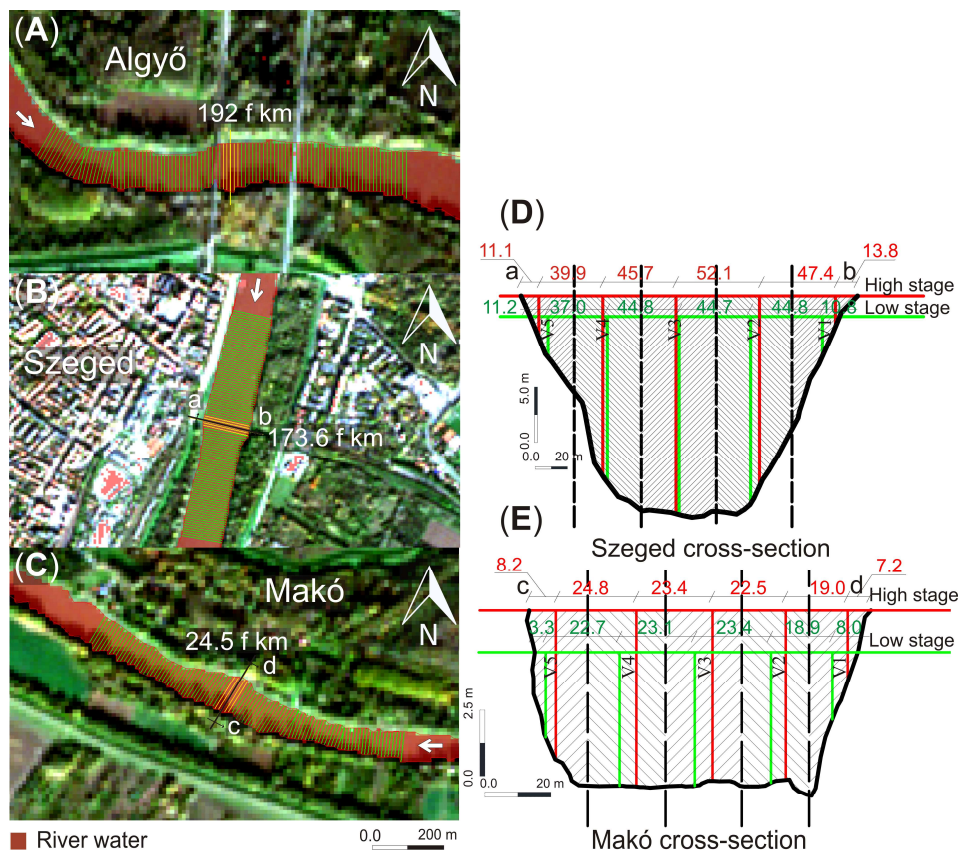 (A)
Algyő
N
192 f km
(B)
Szeged
N
a
b
173.6 f km
(C)
Makó
N
24.5 f km
d
c
River water
0.0 200 m
(D)
11.1 13.8
a 39.9 45.7 52.1 47.4 b
High stage
11.2 37.0 44.8 44.7 44.8 Low stage
V5 V4 V3 V2 V1
5.0 m
0.0
20 m
(E)
Szeged cross-section
8.2 7.2
c 24.8 23.4 22.5 19.0 d
High stage
3.3 22.7 23.1 23.4 18.9 8.0
Low stage
V5 V4 V3 V2 V1
2.5 m
0.0
0.0 20 m
Makó cross-section